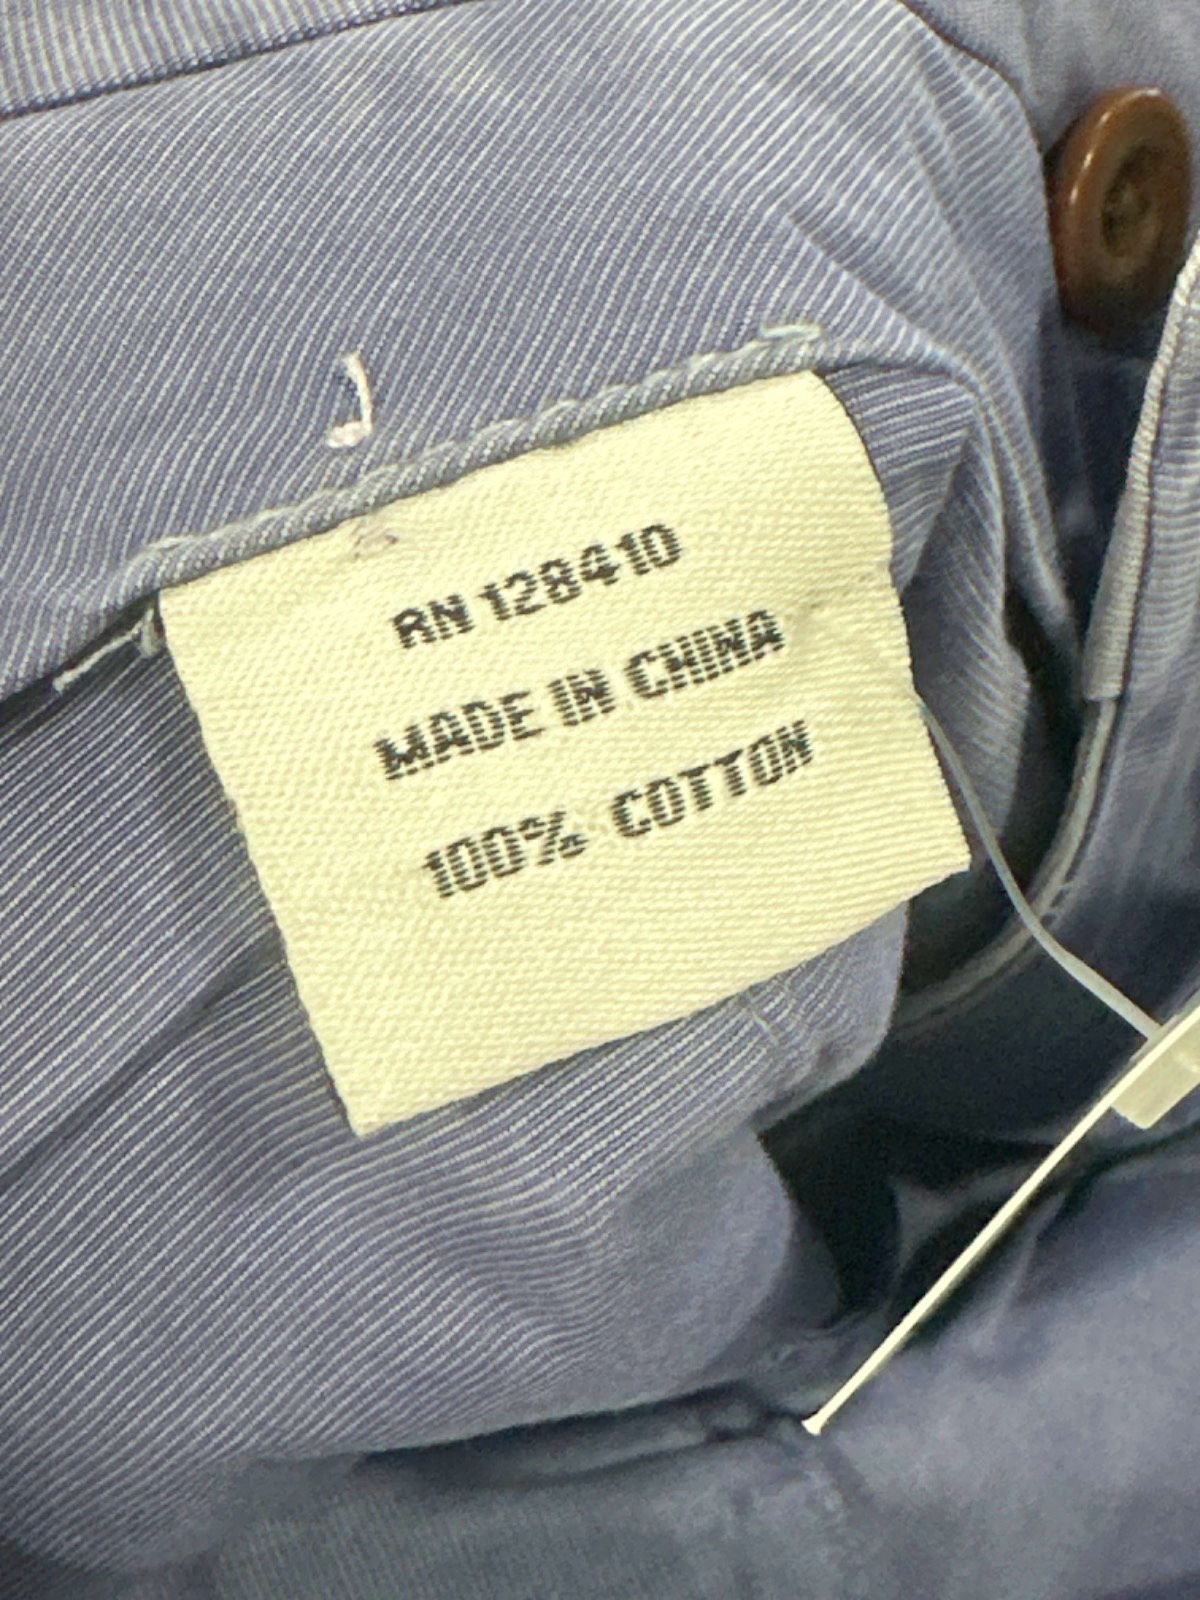 RN 128410
MADE IN CHINA
100% COTTON